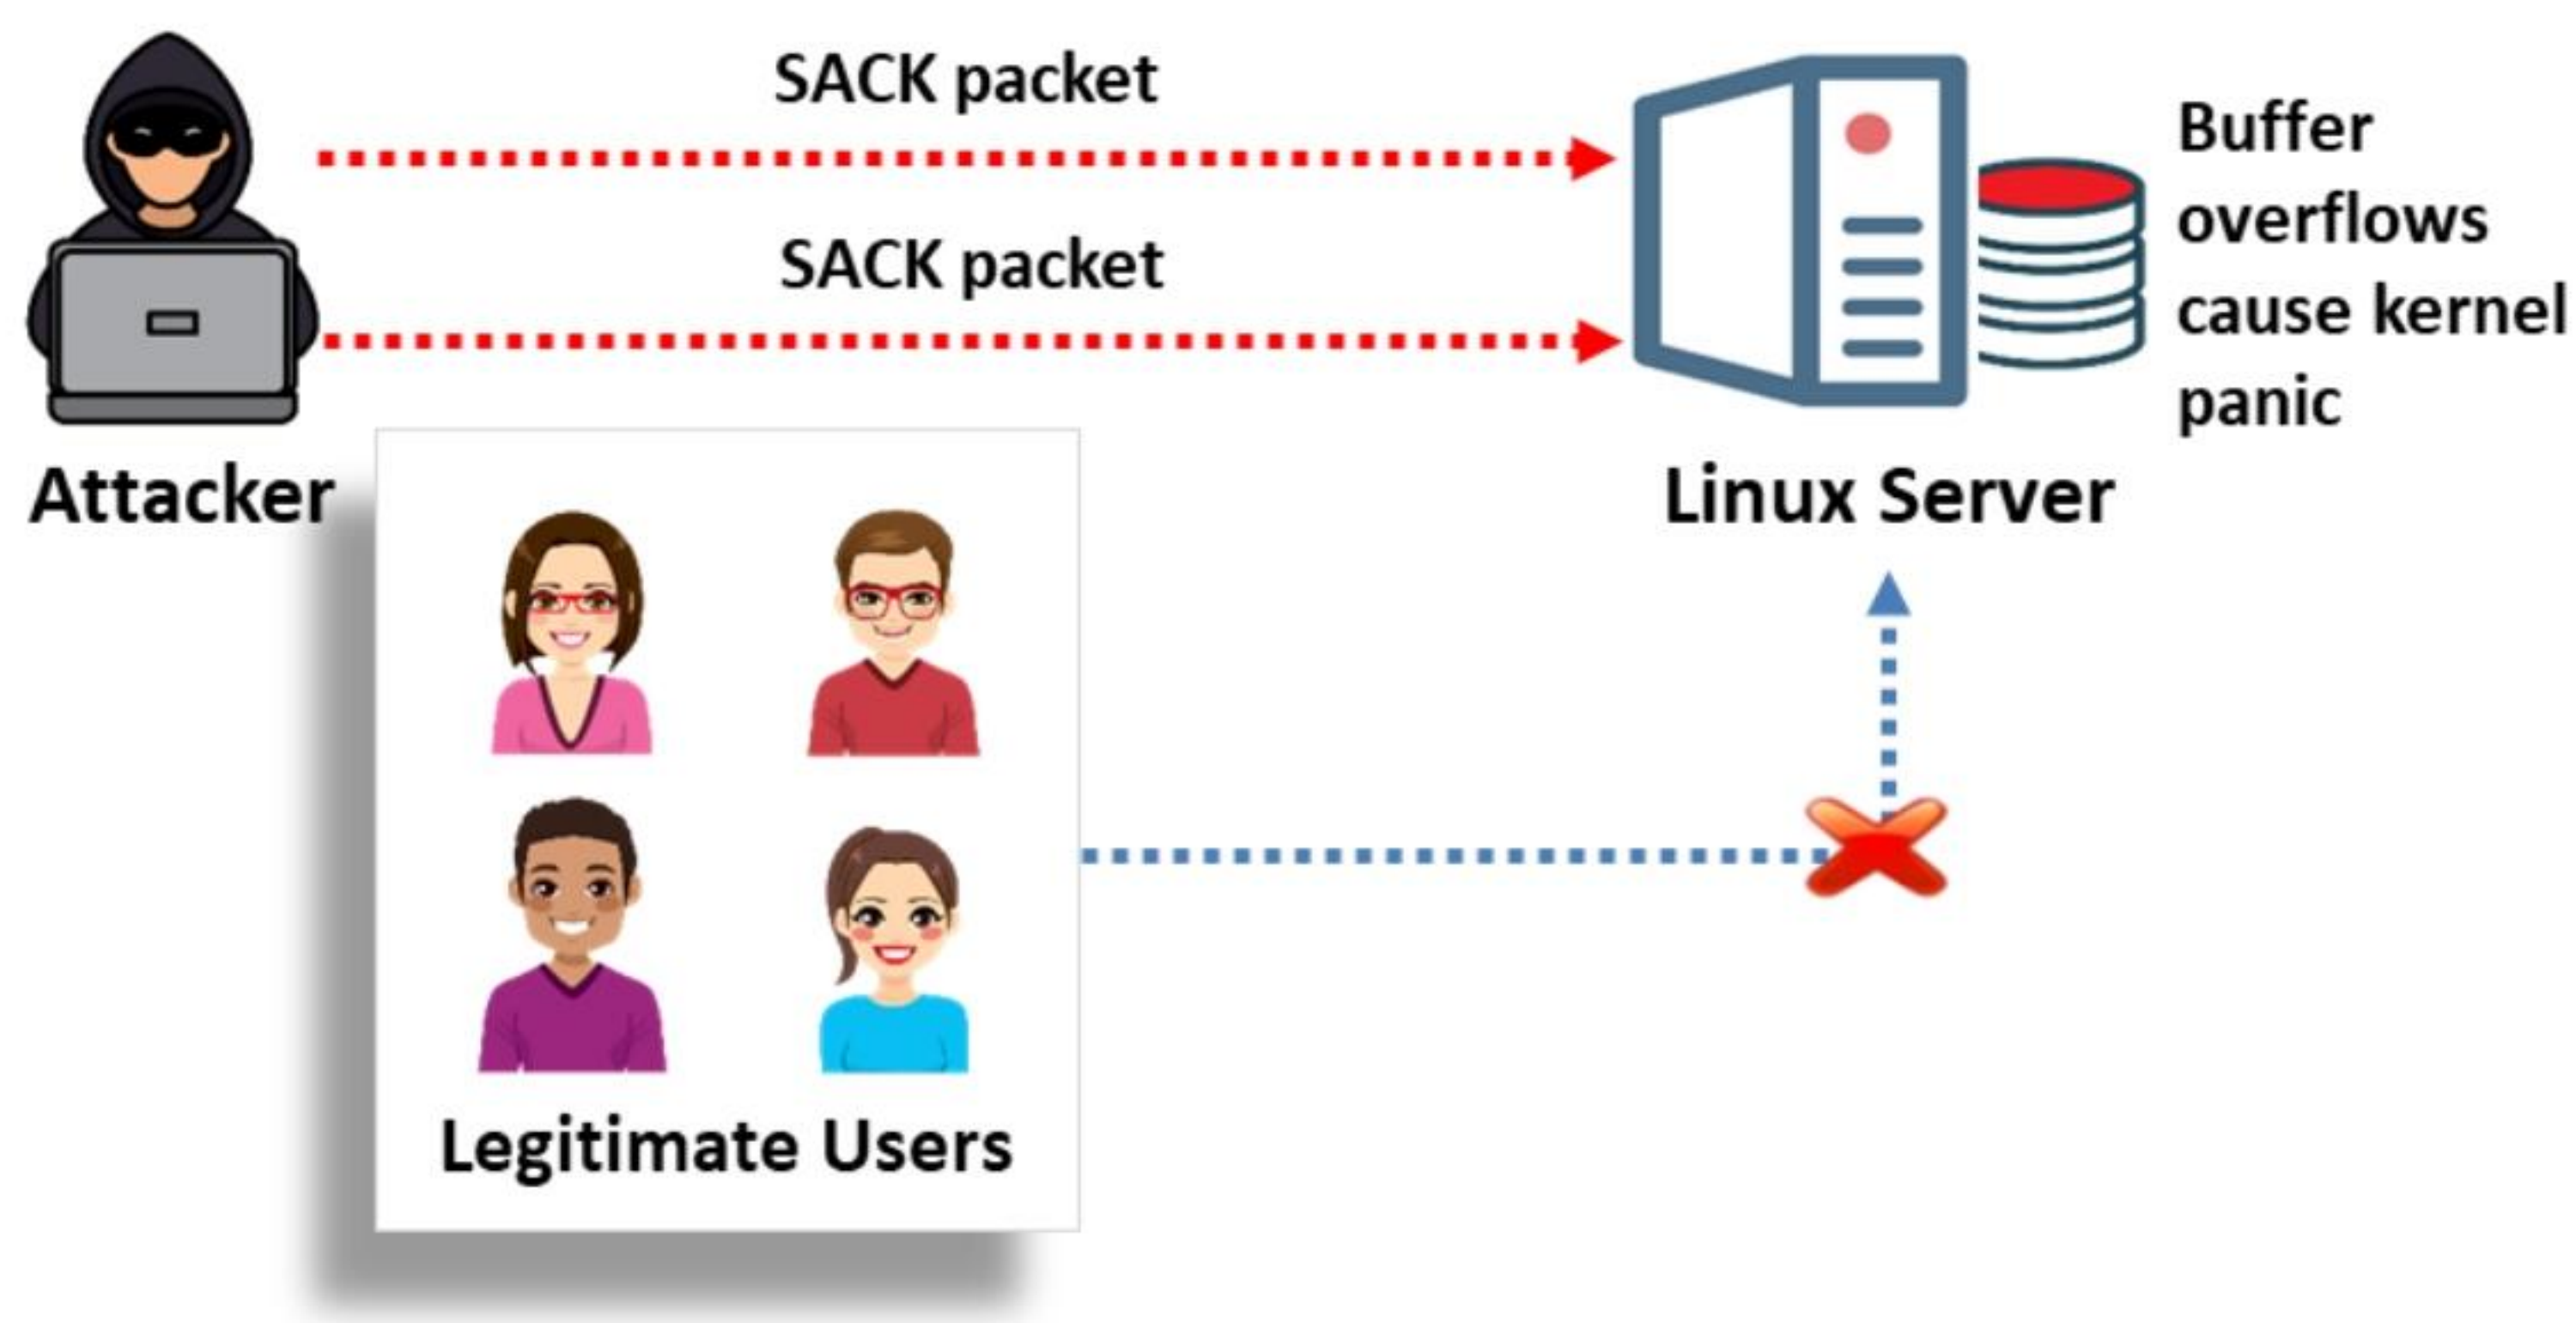 SACK packet
SACK packet
Buffer
overflows
cause kernel
panic
Attacker
Linux Server
Legitimate Users